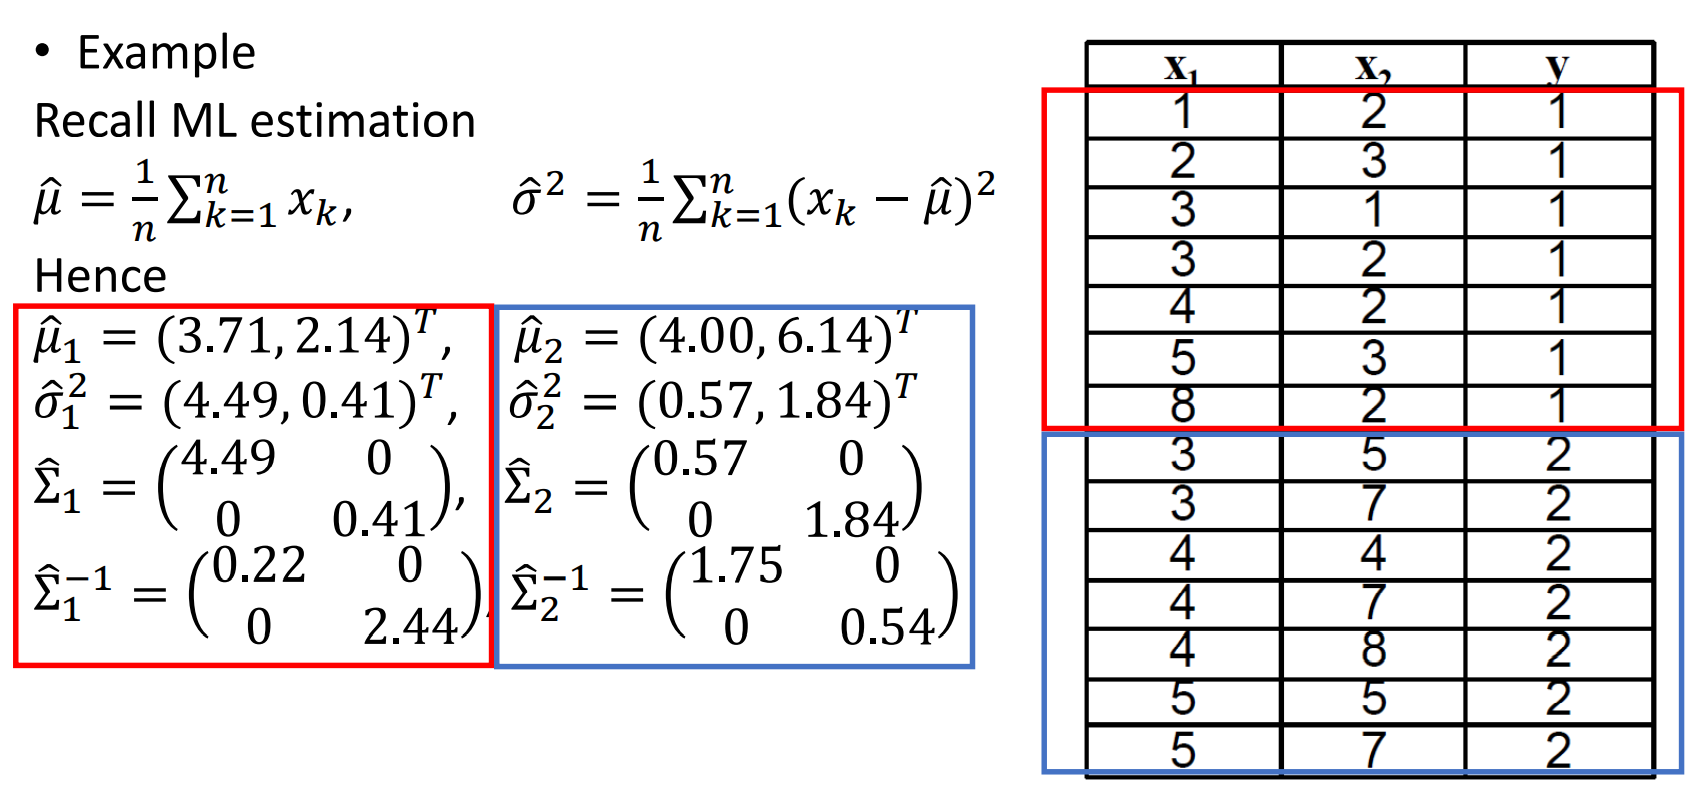 • Example
Recall ML estimation
μ̂ = 1/n ∑ⁿₖ₌₁ xₖ, σ̂² = 1/n ∑ⁿₖ₌₁(xₖ − μ̂)²
Hence
μ̂₁ = (3.71, 2.14)ᵀ, μ̂₂ = (4.00, 6.14)ᵀ
σ̂₁² = (4.49, 0.41)ᵀ, σ̂₂² = (0.57, 1.84)ᵀ
Σ̂₁ = (4.49 0
0 0.41), Σ̂₂ = (0.57 0
0 1.84)
Σ̂₁⁻¹ = (0.22 0
0 2.44), Σ̂₂⁻¹ = (1.75 0
0 0.54)
x₁ x₂ y
1 2 1
2 3 1
3 1 1
3 2 1
4 2 1
5 3 1
8 2 1
3 5 2
3 7 2
4 4 2
4 7 2
4 8 2
5 5 2
5 7 2